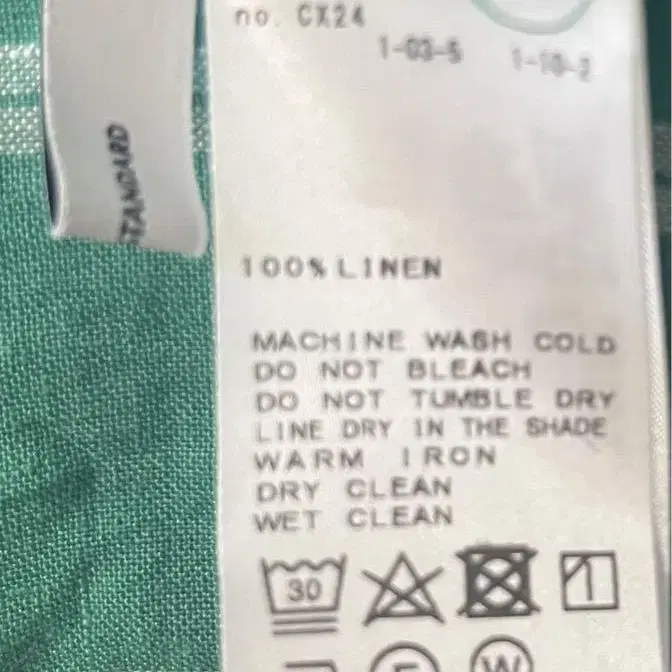 no. CX24
1-03-5 1-10-2
STANDARD
100% LINEN
MACHINE WASH COLD
DO NOT BLEACH
DO NOT TUMBLE DRY
LINE DRY IN THE SHADE
WARM IRON
DRY CLEAN
WET CLEAN
30
W